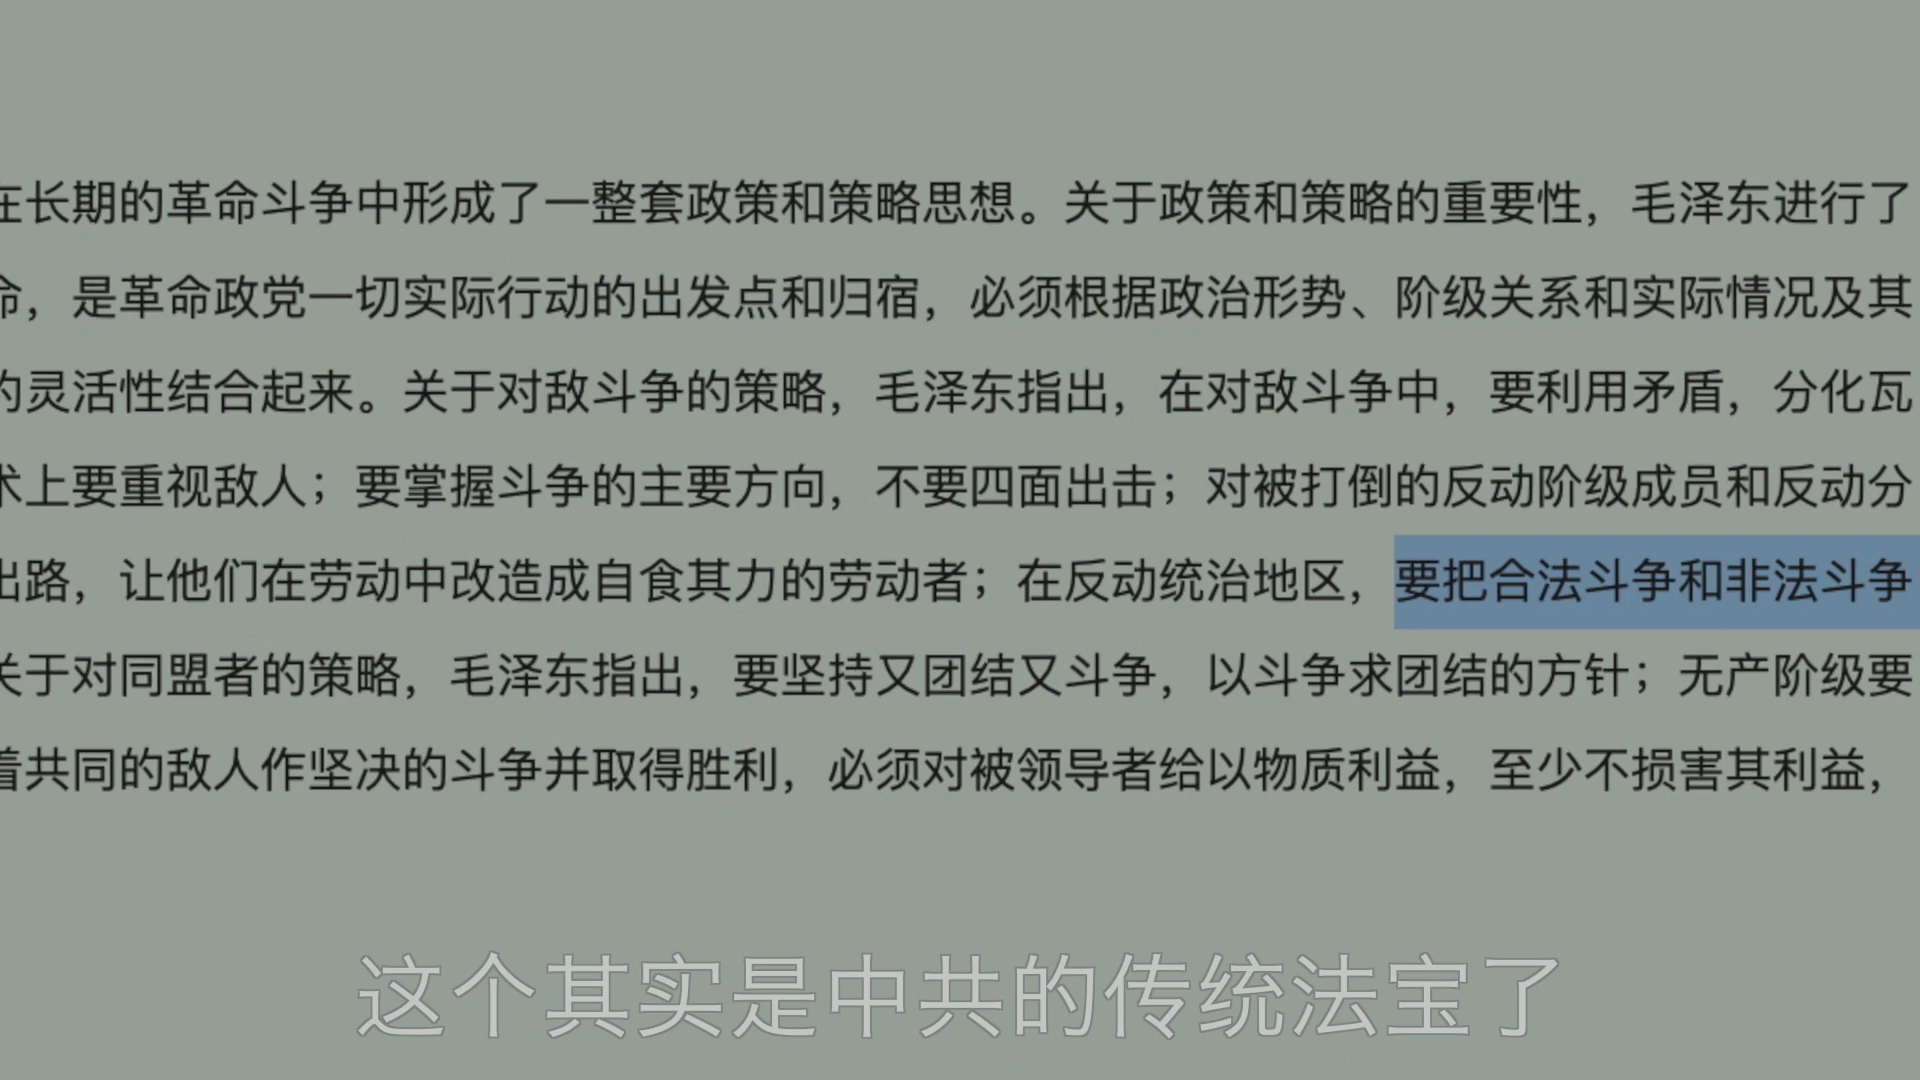 在长期的革命斗争中形成了一整套政策和策略思想。关于政策和策略的重要性，毛泽东进行了
命，是革命政党一切实际行动的出发点和归宿，必须根据政治形势、阶级关系和实际情况及其
的灵活性结合起来。关于对敌斗争的策略，毛泽东指出，在对敌斗争中，要利用矛盾，分化瓦
术上要重视敌人；要掌握斗争的主要方向，不要四面出击；对被打倒的反动阶级成员和反动分
出路，让他们在劳动中改造成自食其力的劳动者；在反动统治地区，要把合法斗争和非法斗争
关于对同盟者的策略，毛泽东指出，要坚持又团结又斗争，以斗争求团结的方针；无产阶级要
着共同的敌人作坚决的斗争并取得胜利，必须对被领导者给以物质利益，至少不损害其利益，
这个其实是中共的传统法宝了